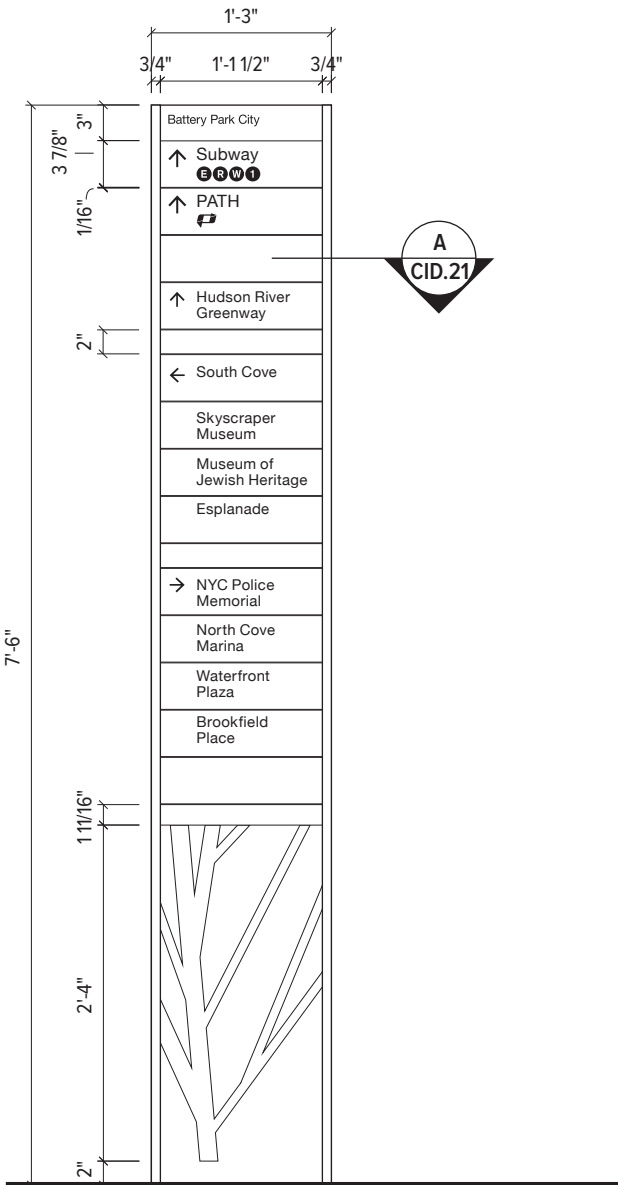 1'-3"
3/4" 1'-1 1/2" 3/4"
3"
Battery Park City
3 7/8"
Subway
E R W 1
1/16"
PATH
A
CID.21
Hudson River
Greenway
2"
South Cove
Skyscraper
Museum
Museum of
Jewish Heritage
Esplanade
NYC Police
Memorial
North Cove
Marina
7'-6"
Waterfront
Plaza
Brookfield
Place
1 11/16"
2'-4"
2"